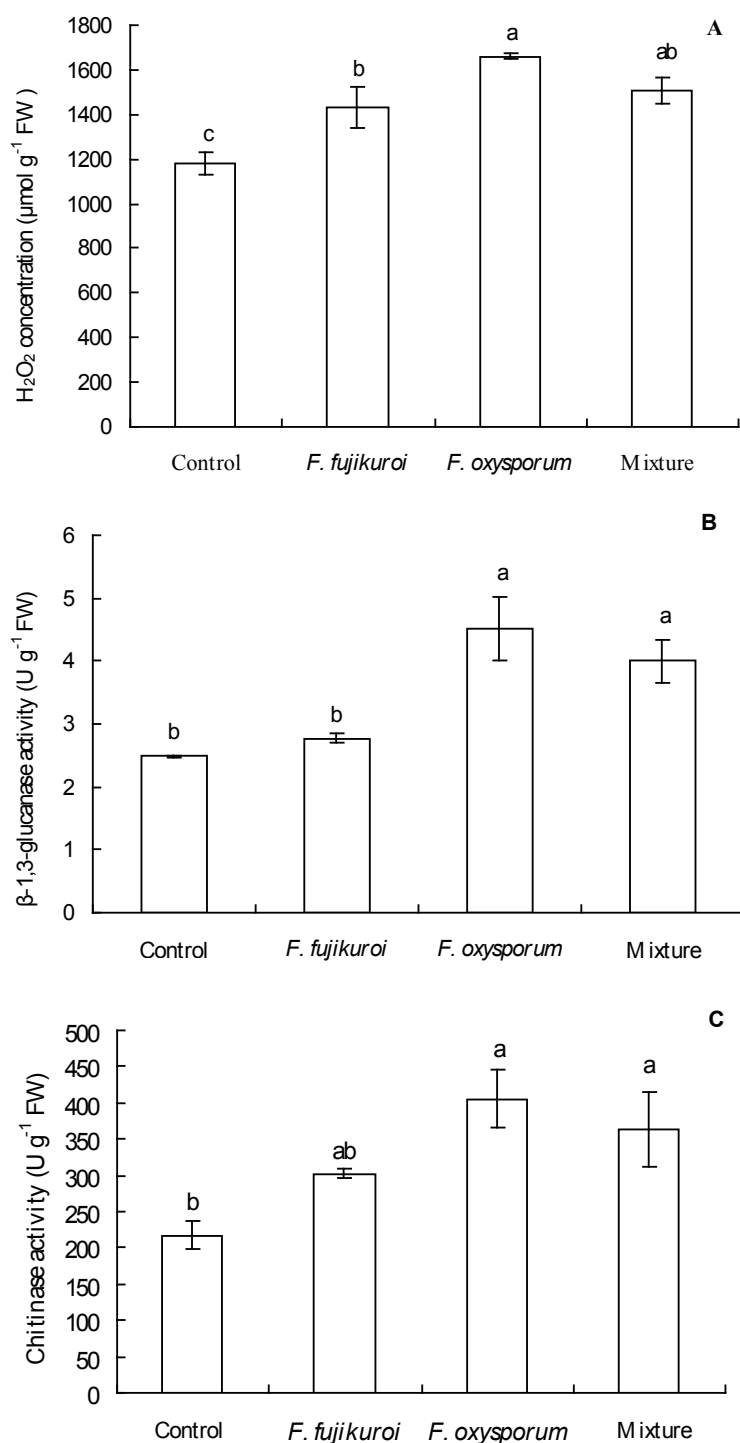 A
H₂O₂ concentration (µmol g⁻¹ FW)
1800
1600
1400
1200
1000
800
600
400
200
0
c
b
a
ab
Control F. fujikuroi F. oxysporum Mixture
B
β-1,3-glucanase activity (U g⁻¹ FW)
6
5
4
3
2
1
0
b
b
a
a
Control F. fujikuroi F. oxysporum Mixture
C
Chitinase activity (U g⁻¹ FW)
500
450
400
350
300
250
200
150
100
50
0
b
ab
a
a
Control F. fujikuroi F. oxysporum Mixture